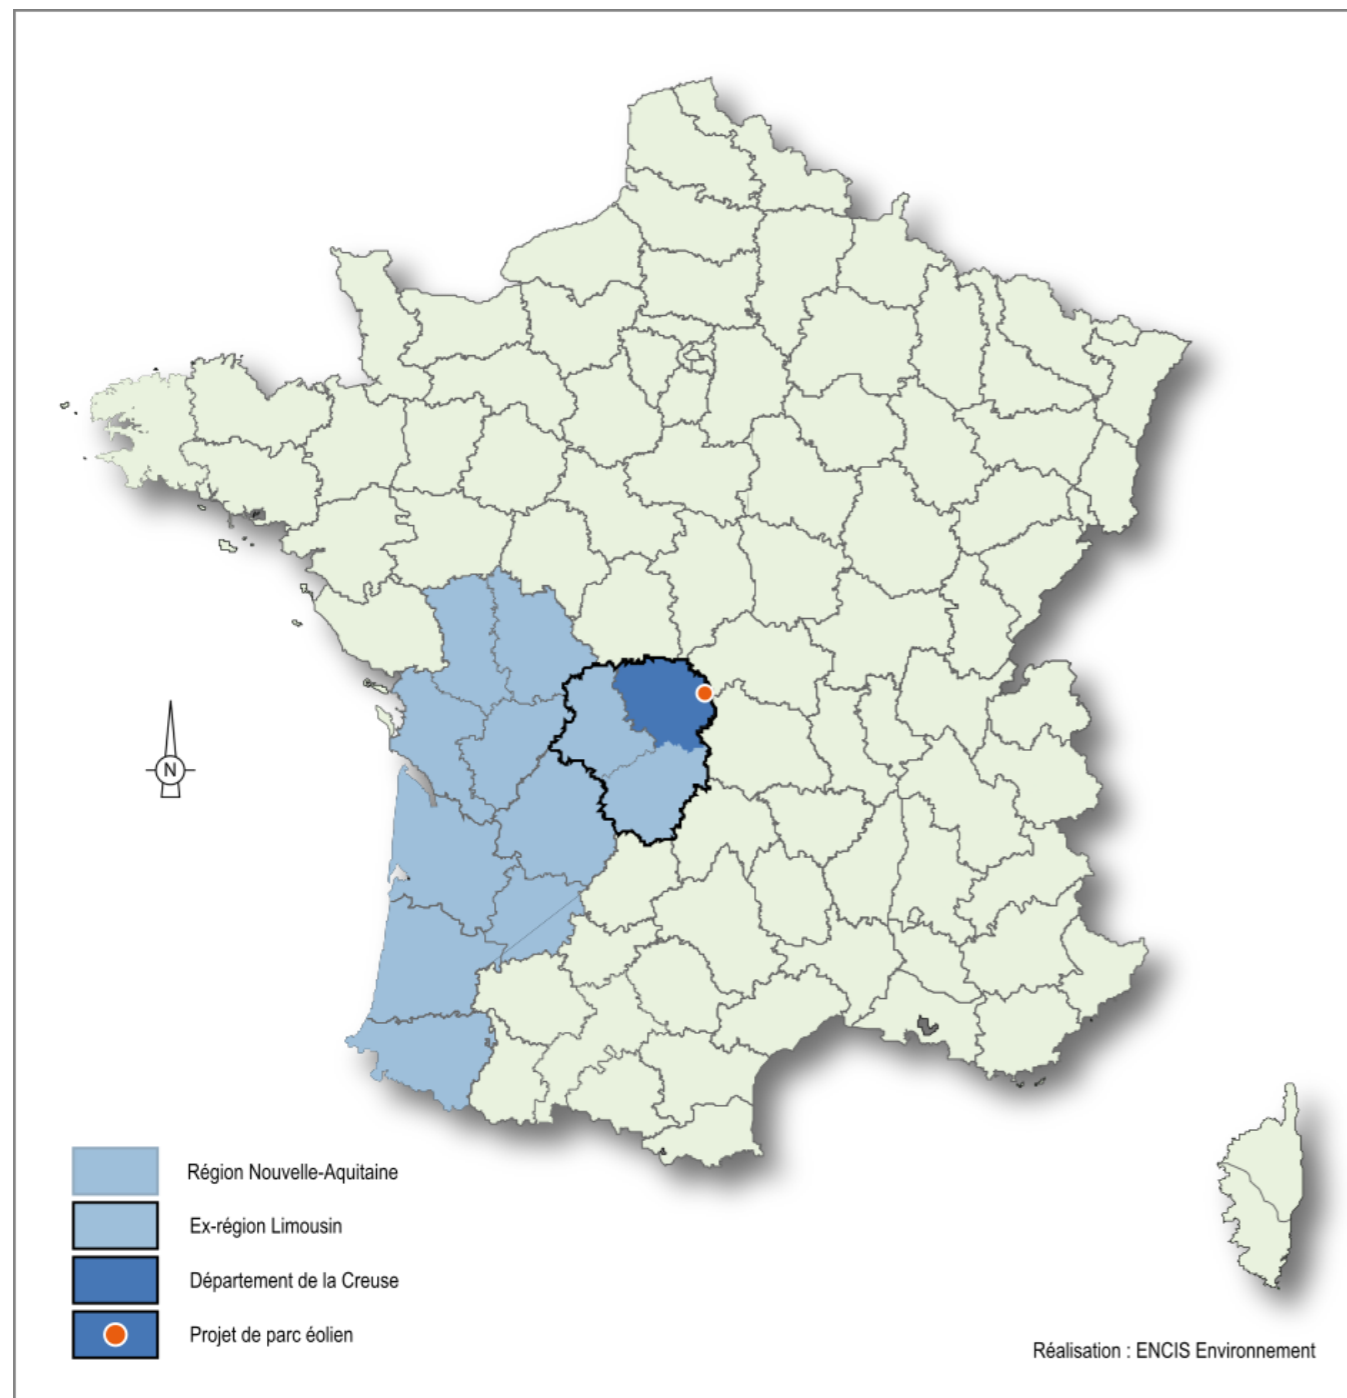 N
Région Nouvelle-Aquitaine
Ex-région Limousin
Département de la Creuse
Projet de parc éolien
Réalisation : ENCIS Environnement